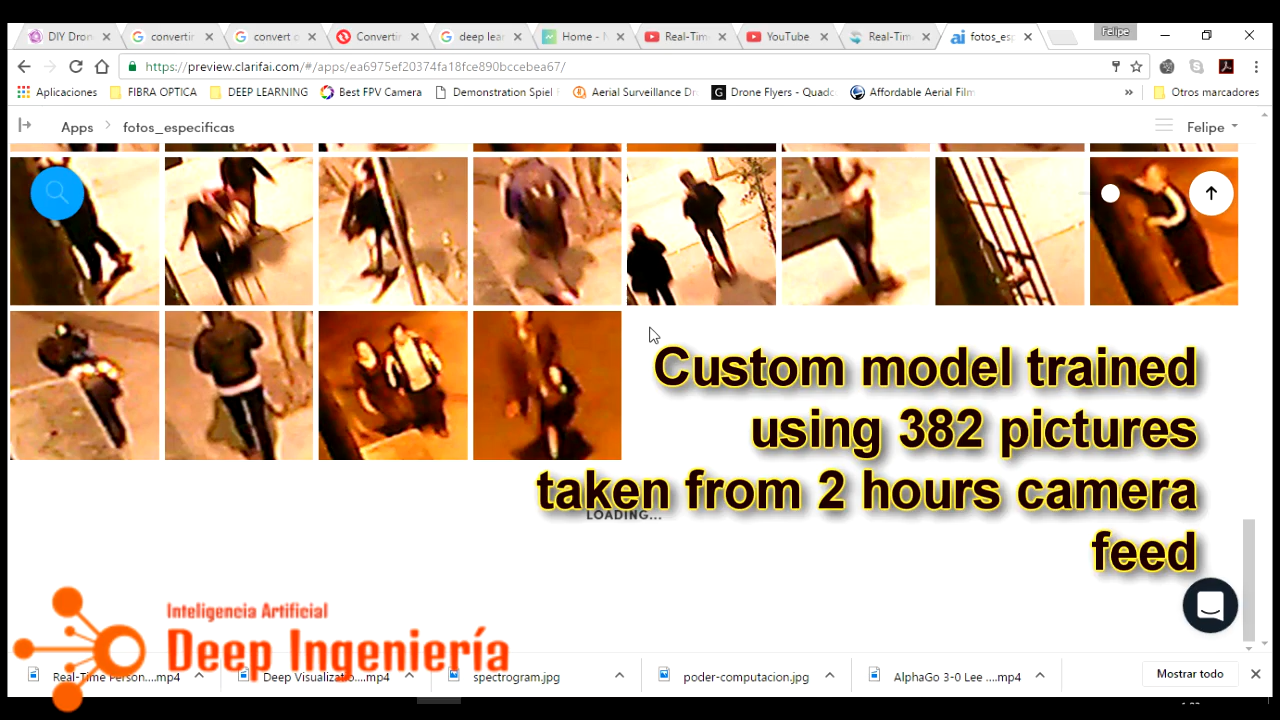 DIY Dron
convertir
convert o
Convertin
deep lea
Home - N
Real-Tim
YouTube
Real-Tim
fotos_esp
Felipe
https://preview.clarifai.com/#/apps/ea6975ef20374fa18fce890bccebea67/
Aplicaciones
FIBRA OPTICA
DEEP LEARNING
Best FPV Camera
Demonstration Spiel f
Aerial Surveillance Dr
Drone Flyers - Quadc
Affordable Aerial Film
»
Otros marcadores
Apps
fotos_especificas
Felipe
Custom model trained
using 382 pictures
taken from 2 hours camera
feed
LOADING...
Inteligencia Artificial
Deep Ingeniería
Real-Time Person....mp4
Deep Visualizatio...mp4
spectrogram.jpg
poder-computacion.jpg
AlphaGo 3-0 Lee ....mp4
Mostrar todo